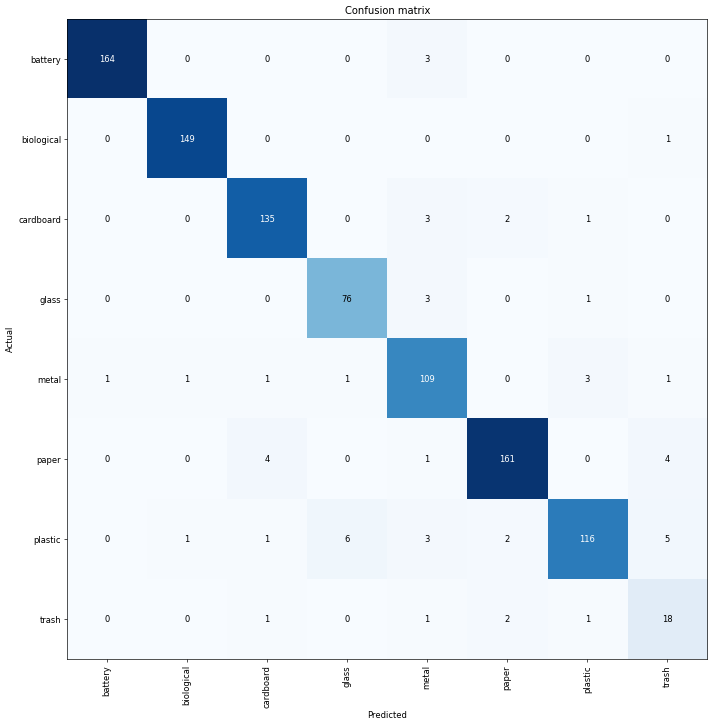 Confusion matrix
battery 164 0 0 0 3 0 0 0
biological 0 149 0 0 0 0 0 1
cardboard 0 0 135 0 3 2 1 0
glass 0 0 0 76 3 0 1 0
Actual
metal 1 1 1 1 109 0 3 1
paper 0 0 4 0 1 161 0 4
plastic 0 1 1 6 3 2 116 5
trash 0 0 1 0 1 2 1 18
battery biological cardboard glass metal paper plastic trash
Predicted